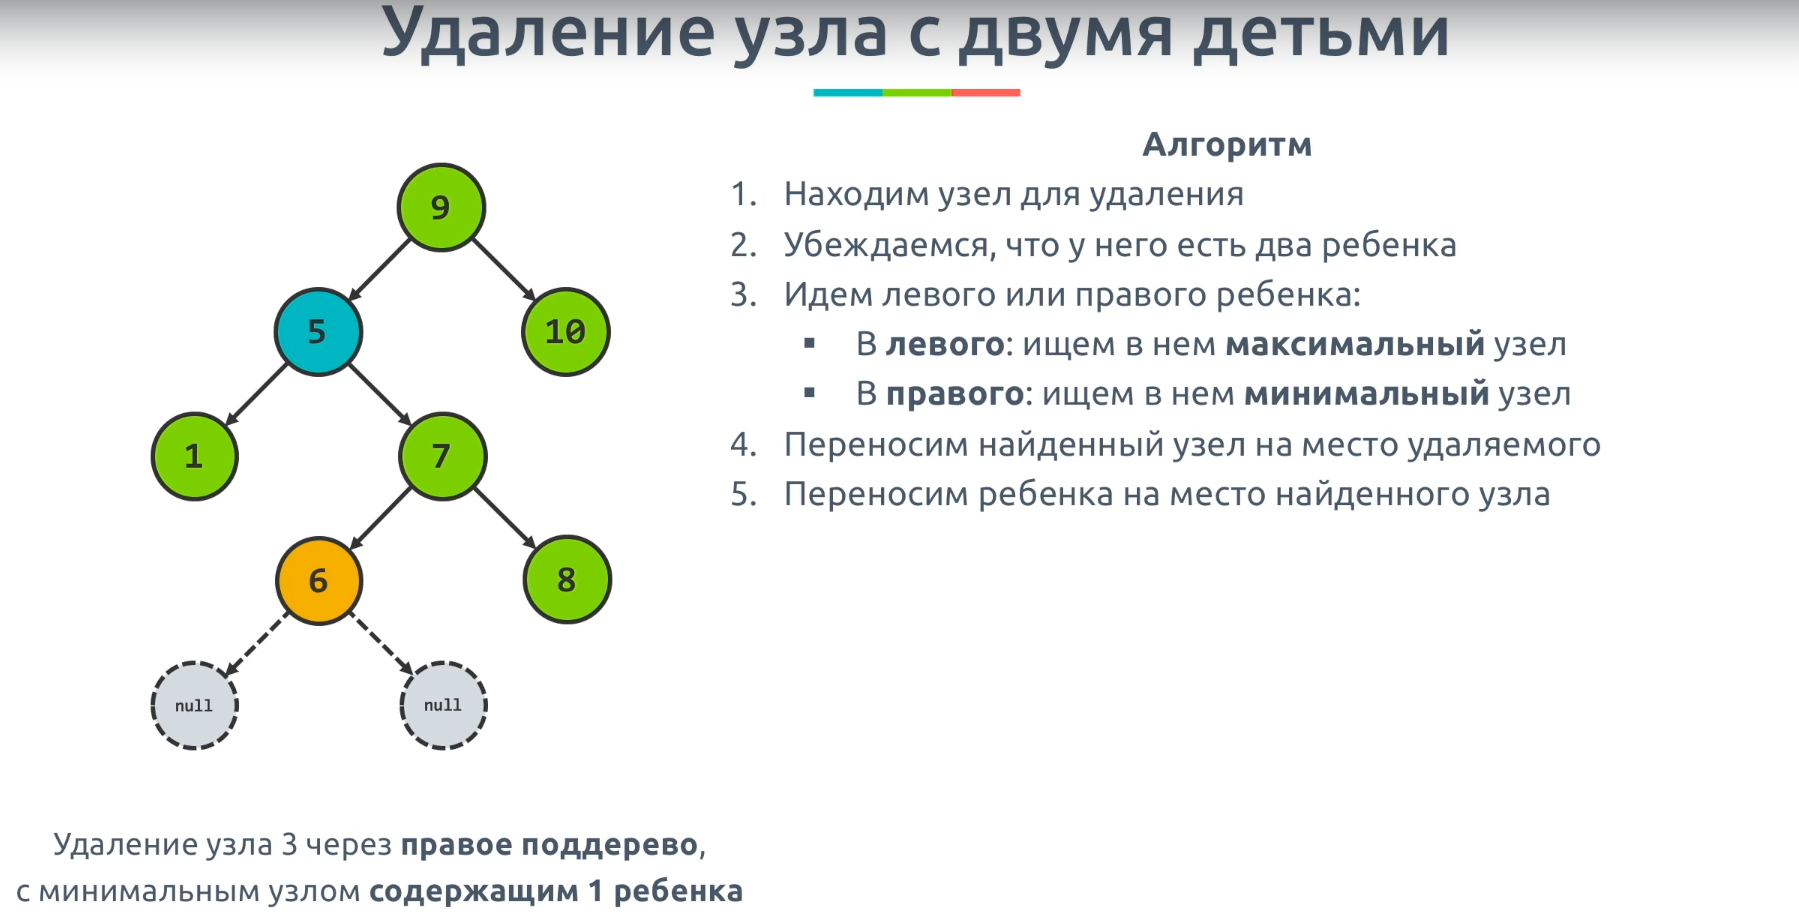 Удаление узла с двумя детьми
9
5
10
1
7
6
8
null
null
Алгоритм
1. Находим узел для удаления
2. Убеждаемся, что у него есть два ребенка
3. Идем левого или правого ребенка:
▪ В левого: ищем в нем максимальный узел
▪ В правого: ищем в нем минимальный узел
4. Переносим найденный узел на место удаляемого
5. Переносим ребенка на место найденного узла
Удаление узла 3 через правое поддерево,
с минимальным узлом содержащим 1 ребенка